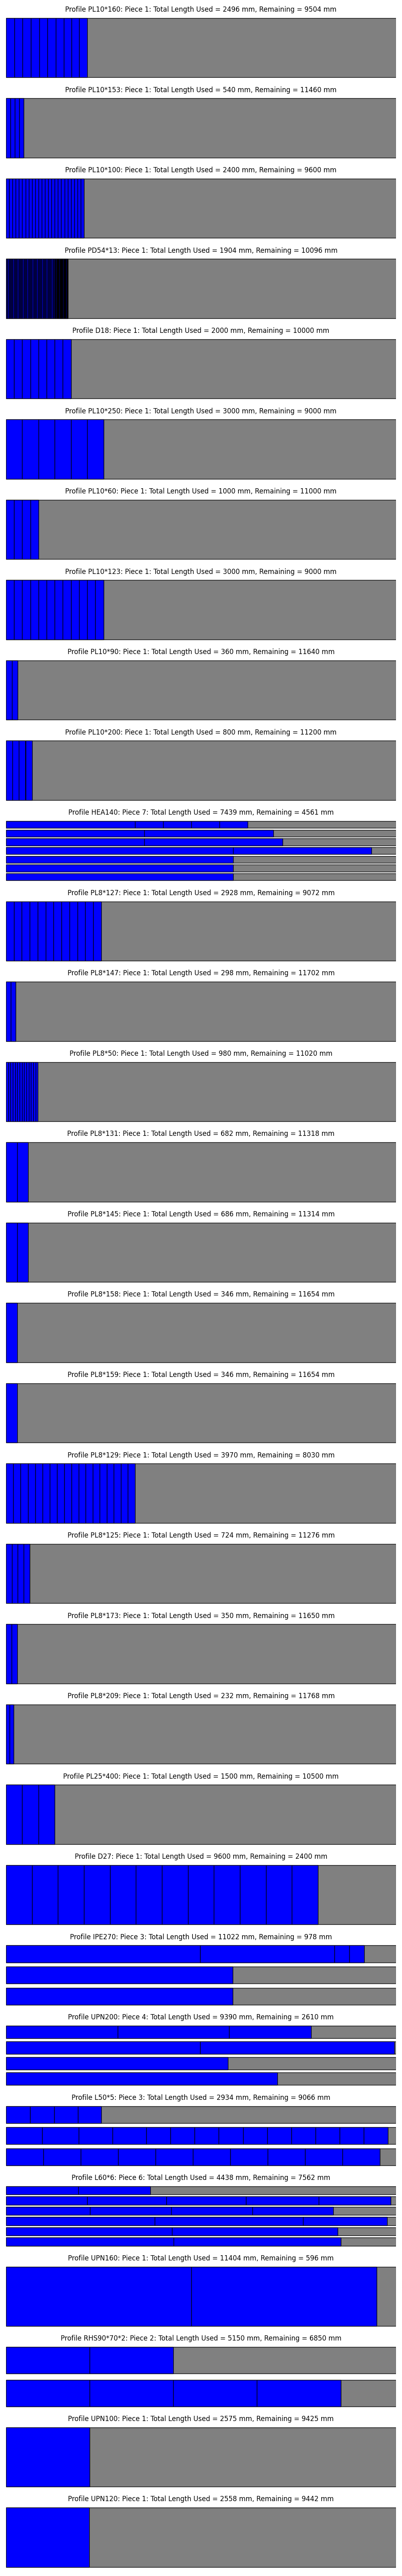 Profile PL10*160: Piece 1: Total Length Used = 2496 mm, Remaining = 9504 mm
Profile PL10*153: Piece 1: Total Length Used = 540 mm, Remaining = 11460 mm
Profile PL10*100: Piece 1: Total Length Used = 2400 mm, Remaining = 9600 mm
Profile PD54*13: Piece 1: Total Length Used = 1904 mm, Remaining = 10096 mm
Profile D18: Piece 1: Total Length Used = 2000 mm, Remaining = 10000 mm
Profile PL10*250: Piece 1: Total Length Used = 3000 mm, Remaining = 9000 mm
Profile PL10*60: Piece 1: Total Length Used = 1000 mm, Remaining = 11000 mm
Profile PL10*123: Piece 1: Total Length Used = 3000 mm, Remaining = 9000 mm
Profile PL10*90: Piece 1: Total Length Used = 360 mm, Remaining = 11640 mm
Profile PL10*200: Piece 1: Total Length Used = 800 mm, Remaining = 11200 mm
Profile HEA140: Piece 7: Total Length Used = 7439 mm, Remaining = 4561 mm
Profile PL8*127: Piece 1: Total Length Used = 2928 mm, Remaining = 9072 mm
Profile PL8*147: Piece 1: Total Length Used = 298 mm, Remaining = 11702 mm
Profile PL8*50: Piece 1: Total Length Used = 980 mm, Remaining = 11020 mm
Profile PL8*131: Piece 1: Total Length Used = 682 mm, Remaining = 11318 mm
Profile PL8*145: Piece 1: Total Length Used = 686 mm, Remaining = 11314 mm
Profile PL8*158: Piece 1: Total Length Used = 346 mm, Remaining = 11654 mm
Profile PL8*159: Piece 1: Total Length Used = 346 mm, Remaining = 11654 mm
Profile PL8*129: Piece 1: Total Length Used = 3970 mm, Remaining = 8030 mm
Profile PL8*125: Piece 1: Total Length Used = 724 mm, Remaining = 11276 mm
Profile PL8*173: Piece 1: Total Length Used = 350 mm, Remaining = 11650 mm
Profile PL8*209: Piece 1: Total Length Used = 232 mm, Remaining = 11768 mm
Profile PL25*400: Piece 1: Total Length Used = 1500 mm, Remaining = 10500 mm
Profile D27: Piece 1: Total Length Used = 9600 mm, Remaining = 2400 mm
Profile IPE270: Piece 3: Total Length Used = 11022 mm, Remaining = 978 mm
Profile UPN200: Piece 4: Total Length Used = 9390 mm, Remaining = 2610 mm
Profile L50*5: Piece 3: Total Length Used = 2934 mm, Remaining = 9066 mm
Profile L60*6: Piece 6: Total Length Used = 4438 mm, Remaining = 7562 mm
Profile UPN160: Piece 1: Total Length Used = 11404 mm, Remaining = 596 mm
Profile RHS90*70*2: Piece 2: Total Length Used = 5150 mm, Remaining = 6850 mm
Profile UPN100: Piece 1: Total Length Used = 2575 mm, Remaining = 9425 mm
Profile UPN120: Piece 1: Total Length Used = 2558 mm, Remaining = 9442 mm